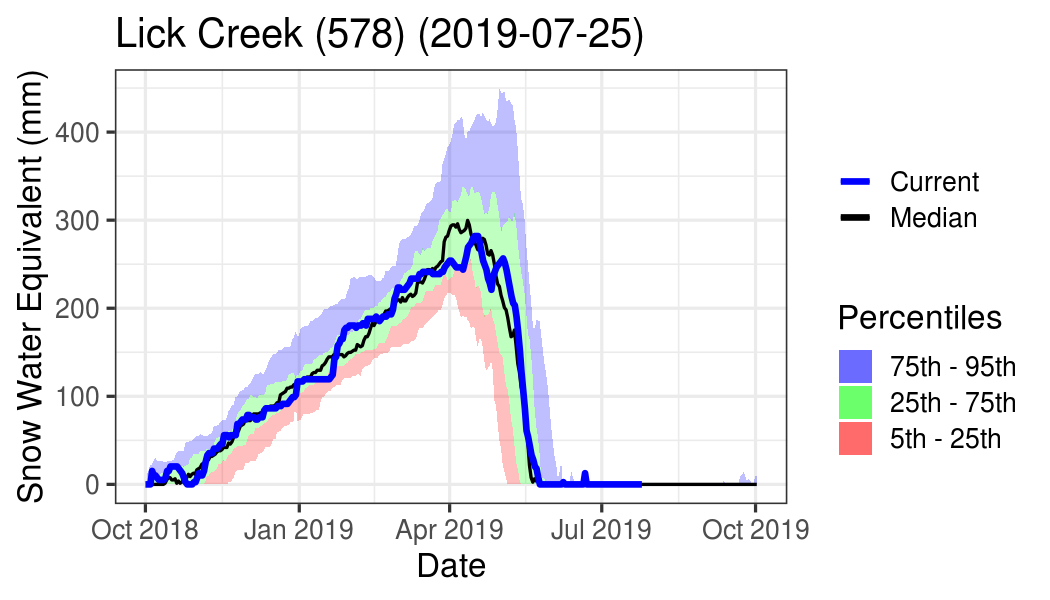 Lick Creek (578) (2019-07-25)
Snow Water Equivalent (mm)
400
300
200
100
0
Oct 2018
Jan 2019
Apr 2019
Jul 2019
Oct 2019
Date
Current
Median
Percentiles
75th - 95th
25th - 75th
5th - 25th